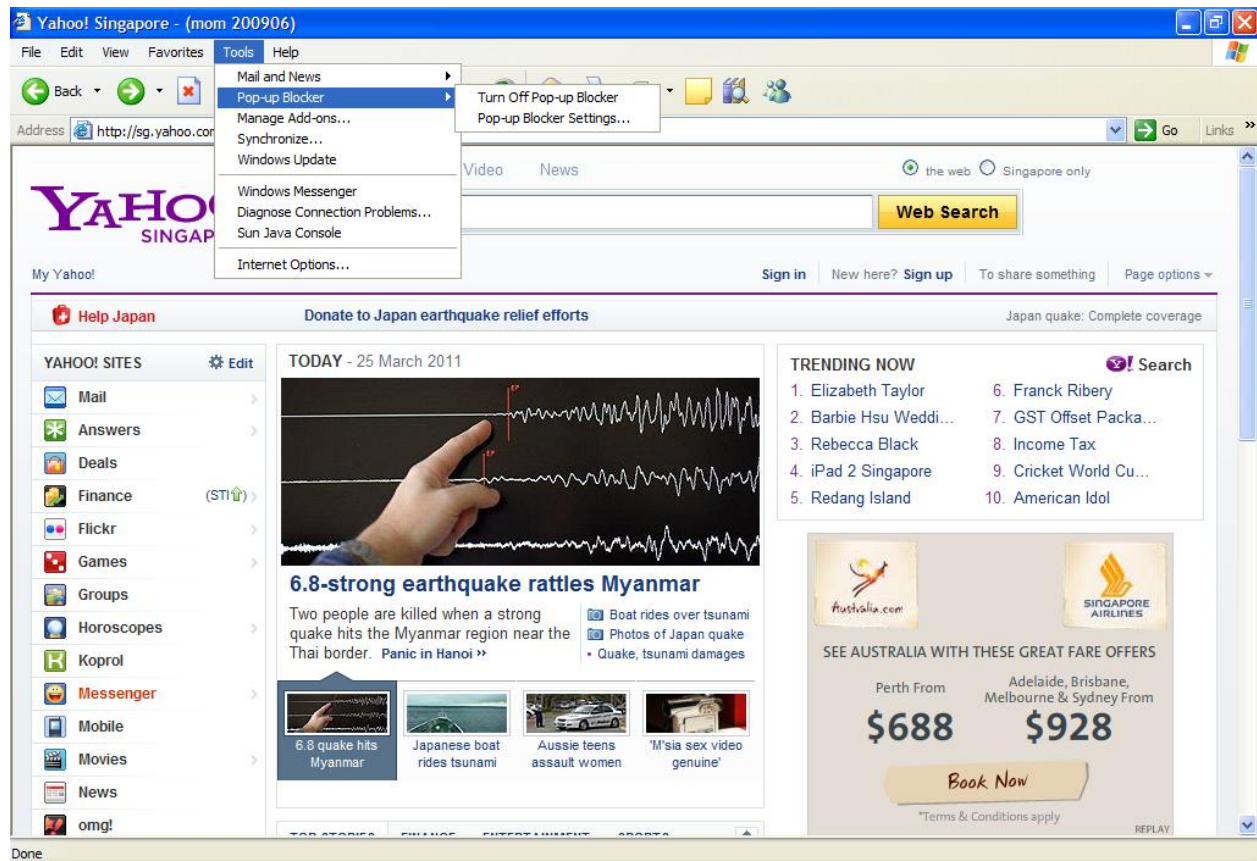 Yahoo! Singapore - (mom 200906)
File Edit View Favorites Tools Help
Back
Mail and News
Pop-up Blocker
Manage Add-ons...
Synchronize...
Windows Update
Windows Messenger
Diagnose Connection Problems...
Sun Java Console
Internet Options...
Turn Off Pop-up Blocker
Pop-up Blocker Settings...
Address http://sg.yahoo.com Go Links »
Video News
the web Singapore only
YAHOO
SINGAP
Web Search
My Yahoo!
Sign in New here? Sign up To share something Page options
Help Japan Donate to Japan earthquake relief efforts Japan quake: Complete coverage
YAHOO! SITES Edit
Mail
Answers
Deals
Finance (STI)
Flickr
Games
Groups
Horoscopes
Koprol
Messenger
Mobile
Movies
News
omg!
TODAY - 25 March 2011
6.8-strong earthquake rattles Myanmar
Two people are killed when a strong
quake hits the Myanmar region near the
Thai border. Panic in Hanoi »
Boat rides over tsunami
Photos of Japan quake
• Quake, tsunami damages
6.8 quake hits
Myanmar
Japanese boat
rides tsunami
Aussie teens
assault women
'M'sia sex video
genuine'
TOP STORIES FINANCE ENTERTAINMENT SPORTS
TRENDING NOW Y! Search
1. Elizabeth Taylor
2. Barbie Hsu Weddi...
3. Rebecca Black
4. iPad 2 Singapore
5. Redang Island
6. Franck Ribery
7. GST Offset Packa...
8. Income Tax
9. Cricket World Cu...
10. American Idol
Australia.com
SINGAPORE
AIRLINES
SEE AUSTRALIA WITH THESE GREAT FARE OFFERS
Perth From
$688
Adelaide, Brisbane,
Melbourne & Sydney From
$928
Book Now
*Terms & Conditions apply
REPLAY
Done